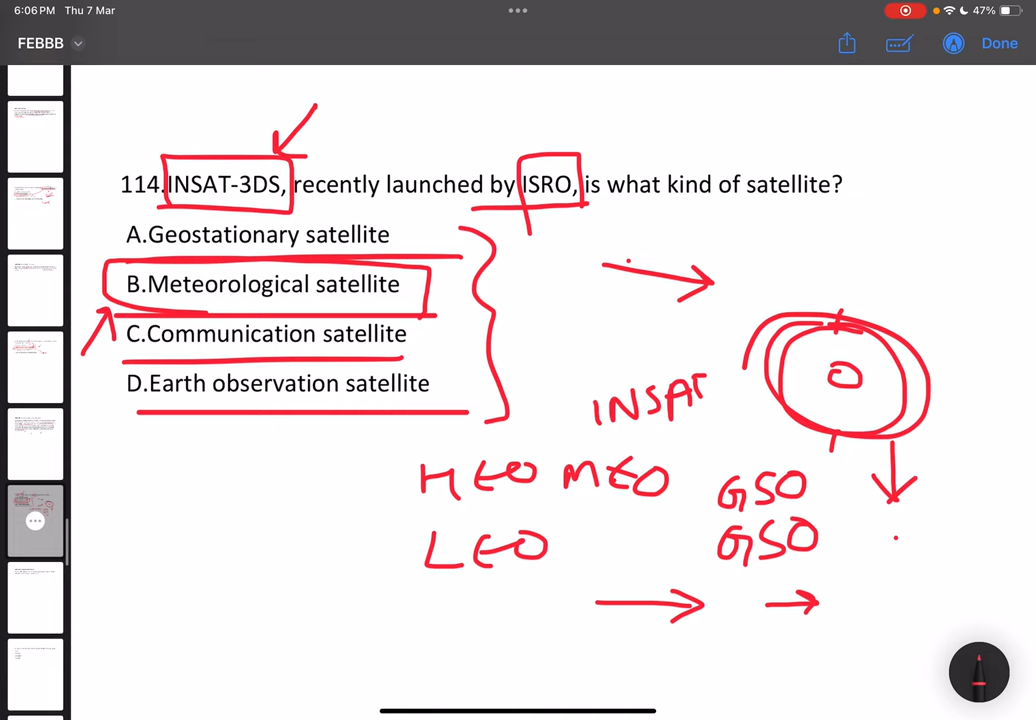 6:06 PM Thu 7 Mar
47%
FEBBB
Done
114.INSAT-3DS, recently launched by ISRO, is what kind of satellite?
A.Geostationary satellite
B.Meteorological satellite
C.Communication satellite
D.Earth observation satellite
INSAT
HEO MEO
GSO
LEO
GSO